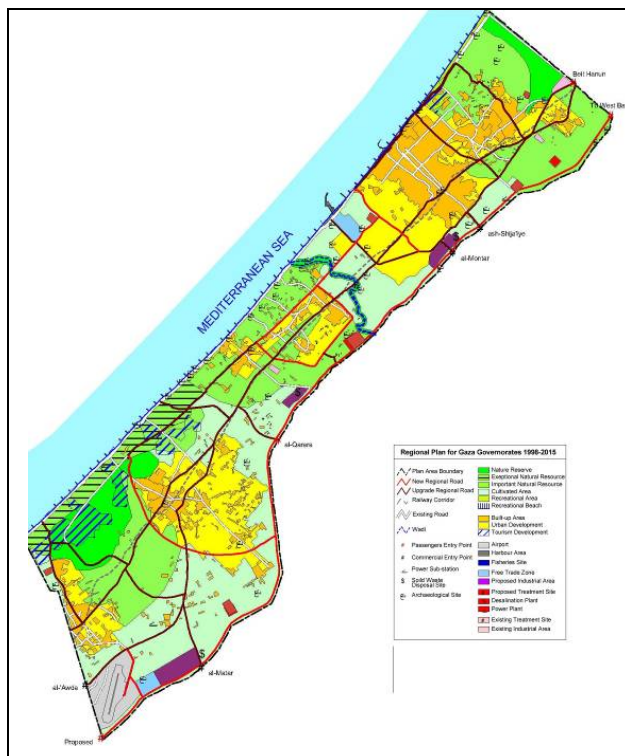 Beit Hanun
To West Be
ash-Shija'iye
al-Montar
MEDITERRANEAN SEA
al-Qarara
Regional Plan for Gaza Governorates 1998-2015
Plan Area Boundary
New Regional Road
Upgrade Regional Road
Railway Corridor
Existing Road
Wadi
Passengers Entry Point
Commercial Entry Point
Power Sub-station
S Solid Waste
Disposal Site
Archaeological Site
Nature Reserve
Exeptional Natural Resource
Important Natural Resource
Cultivated Area
Recreational Area
Recreational Beach
Built-up Area
Urban Development
Tourism Development
Airport
Harbour Area
Fisheries Site
Free Trade Zone
Proposed Industrial Area
Proposed Treatment Site
Desalination Plant
Power Plant
Existing Treatment Site
Existing Industrial Area
S
S
S
al-Matar
al-'Awda
Proposed